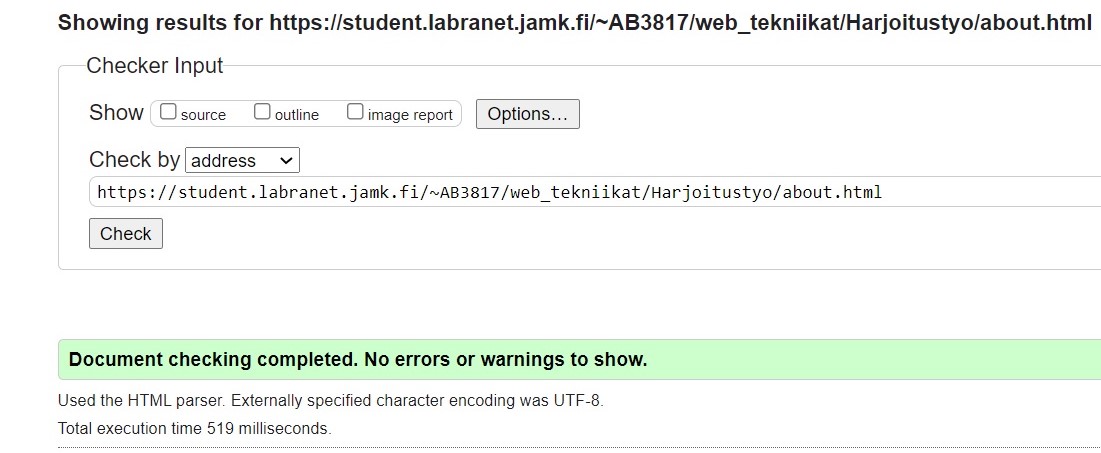 Showing results for https://student.labranet.jamk.fi/~AB3817/web_tekniikat/Harjoitustyo/about.html
Checker Input
Show source outline image report Options...
Check by address
https://student.labranet.jamk.fi/~AB3817/web_tekniikat/Harjoitustyo/about.html
Check
Document checking completed. No errors or warnings to show.
Used the HTML parser. Externally specified character encoding was UTF-8.
Total execution time 519 milliseconds.